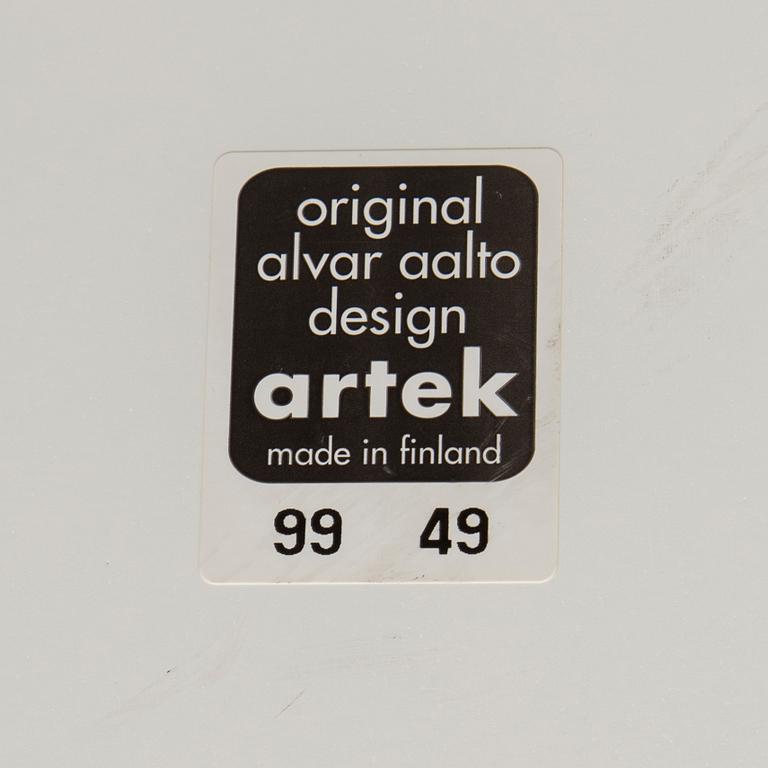 original
alvar aalto
design
artek
made in finland
99 49